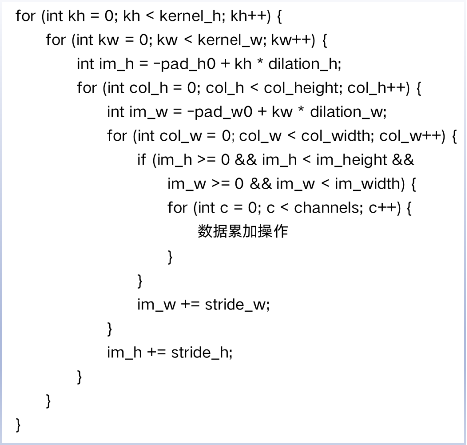 for (int kh = 0; kh < kernel_h; kh++) {
for (int kw = 0; kw < kernel_w; kw++) {
int im_h = -pad_h0 + kh * dilation_h;
for (int col_h = 0; col_h < col_height; col_h++) {
int im_w = -pad_w0 + kw * dilation_w;
for (int col_w = 0; col_w < col_width; col_w++) {
if (im_h >= 0 && im_h < im_height &&
im_w >= 0 && im_w < im_width) {
for (int c = 0; c < channels; c++) {
数据累加操作
}
}
im_w += stride_w;
}
im_h += stride_h;
}
}
}